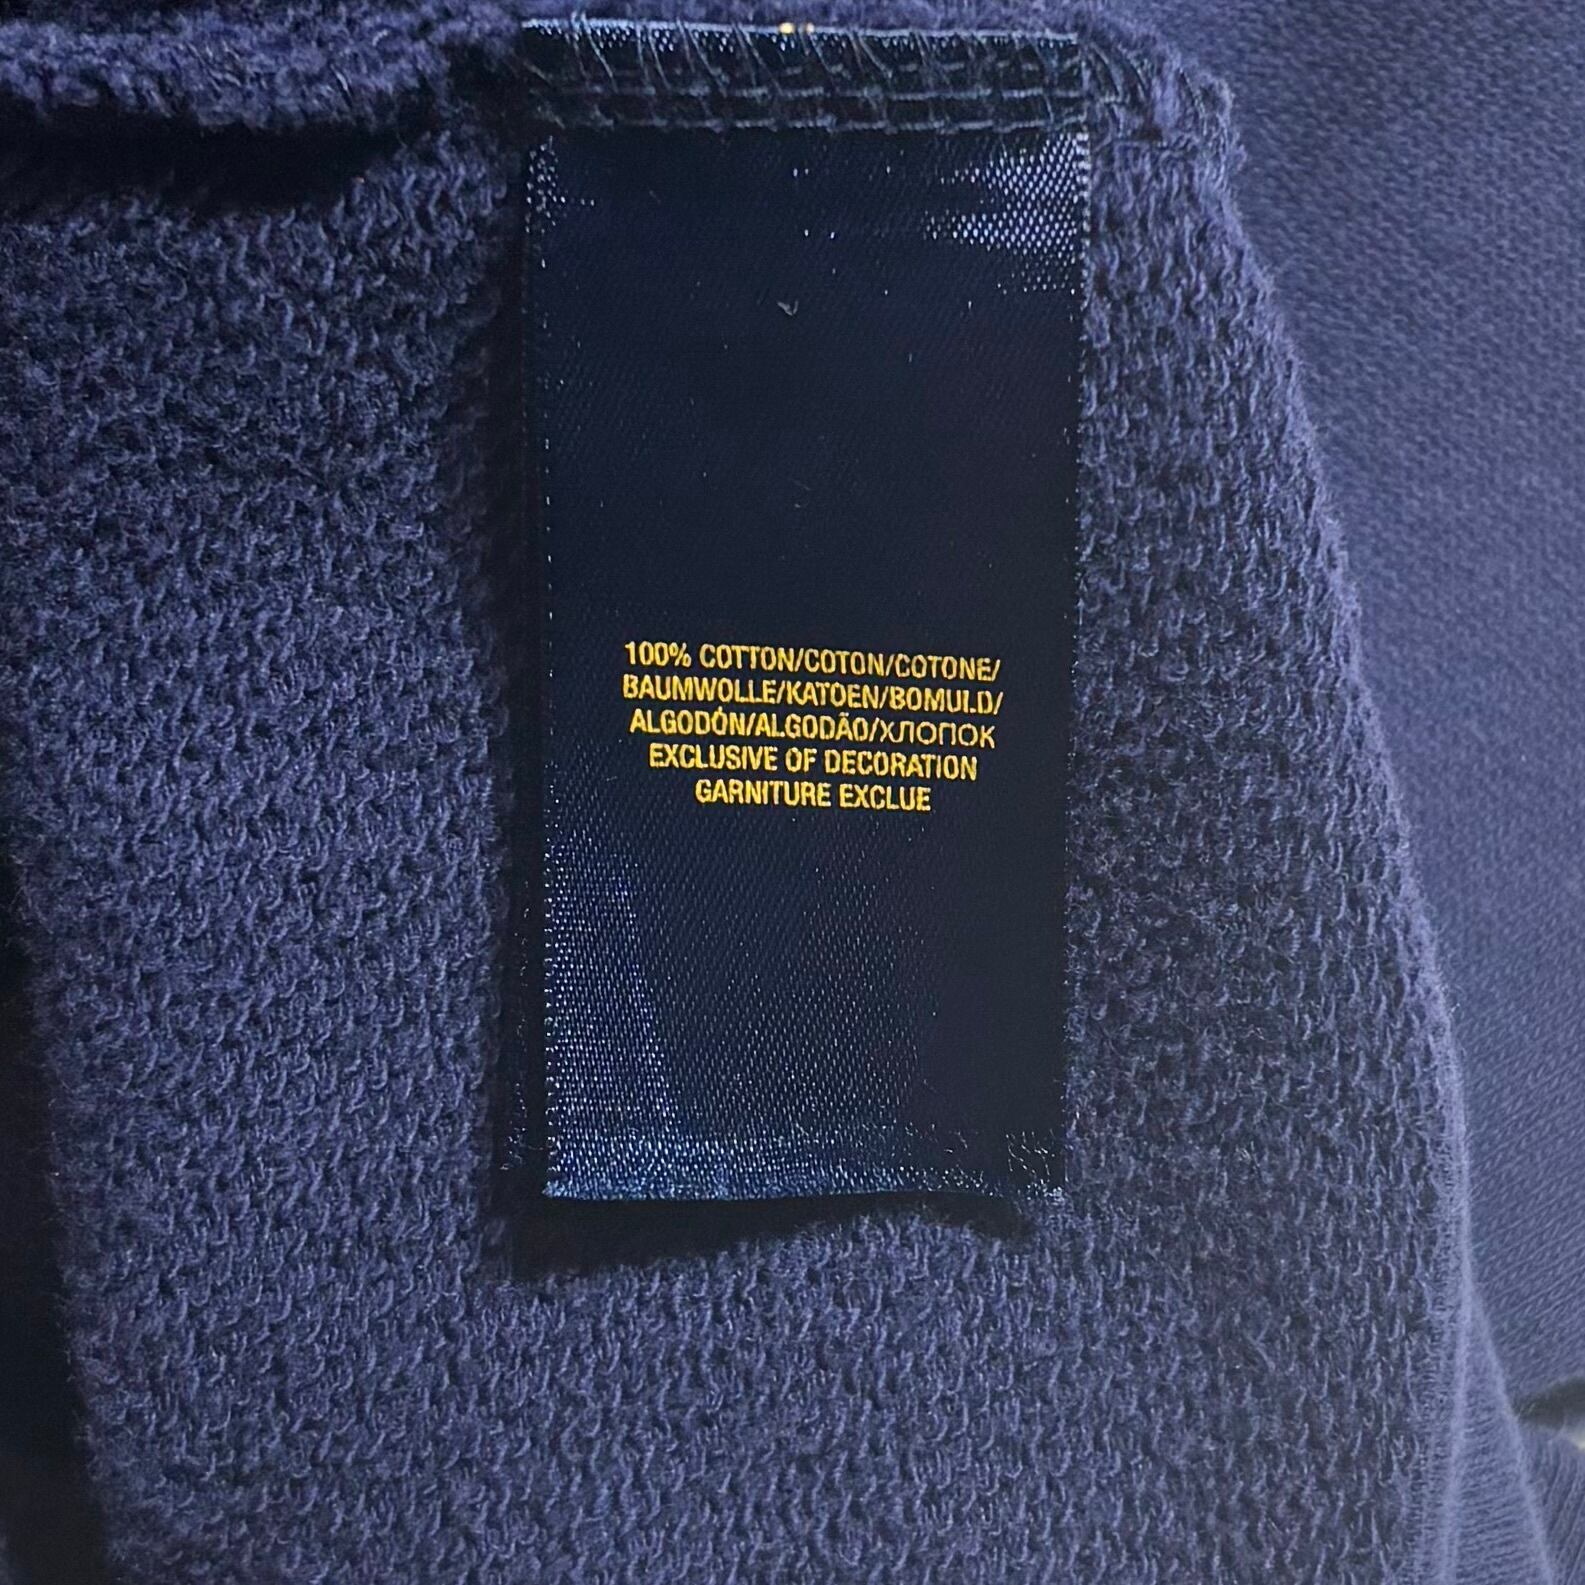 100% COTTON/COTON/COTONE/
BAUMWOLLE/KATOEN/BOMULD/
ALGODÓN/ALGODÃO/ХЛОПОК
EXCLUSIVE OF DECORATION
GARNITURE EXCLUE